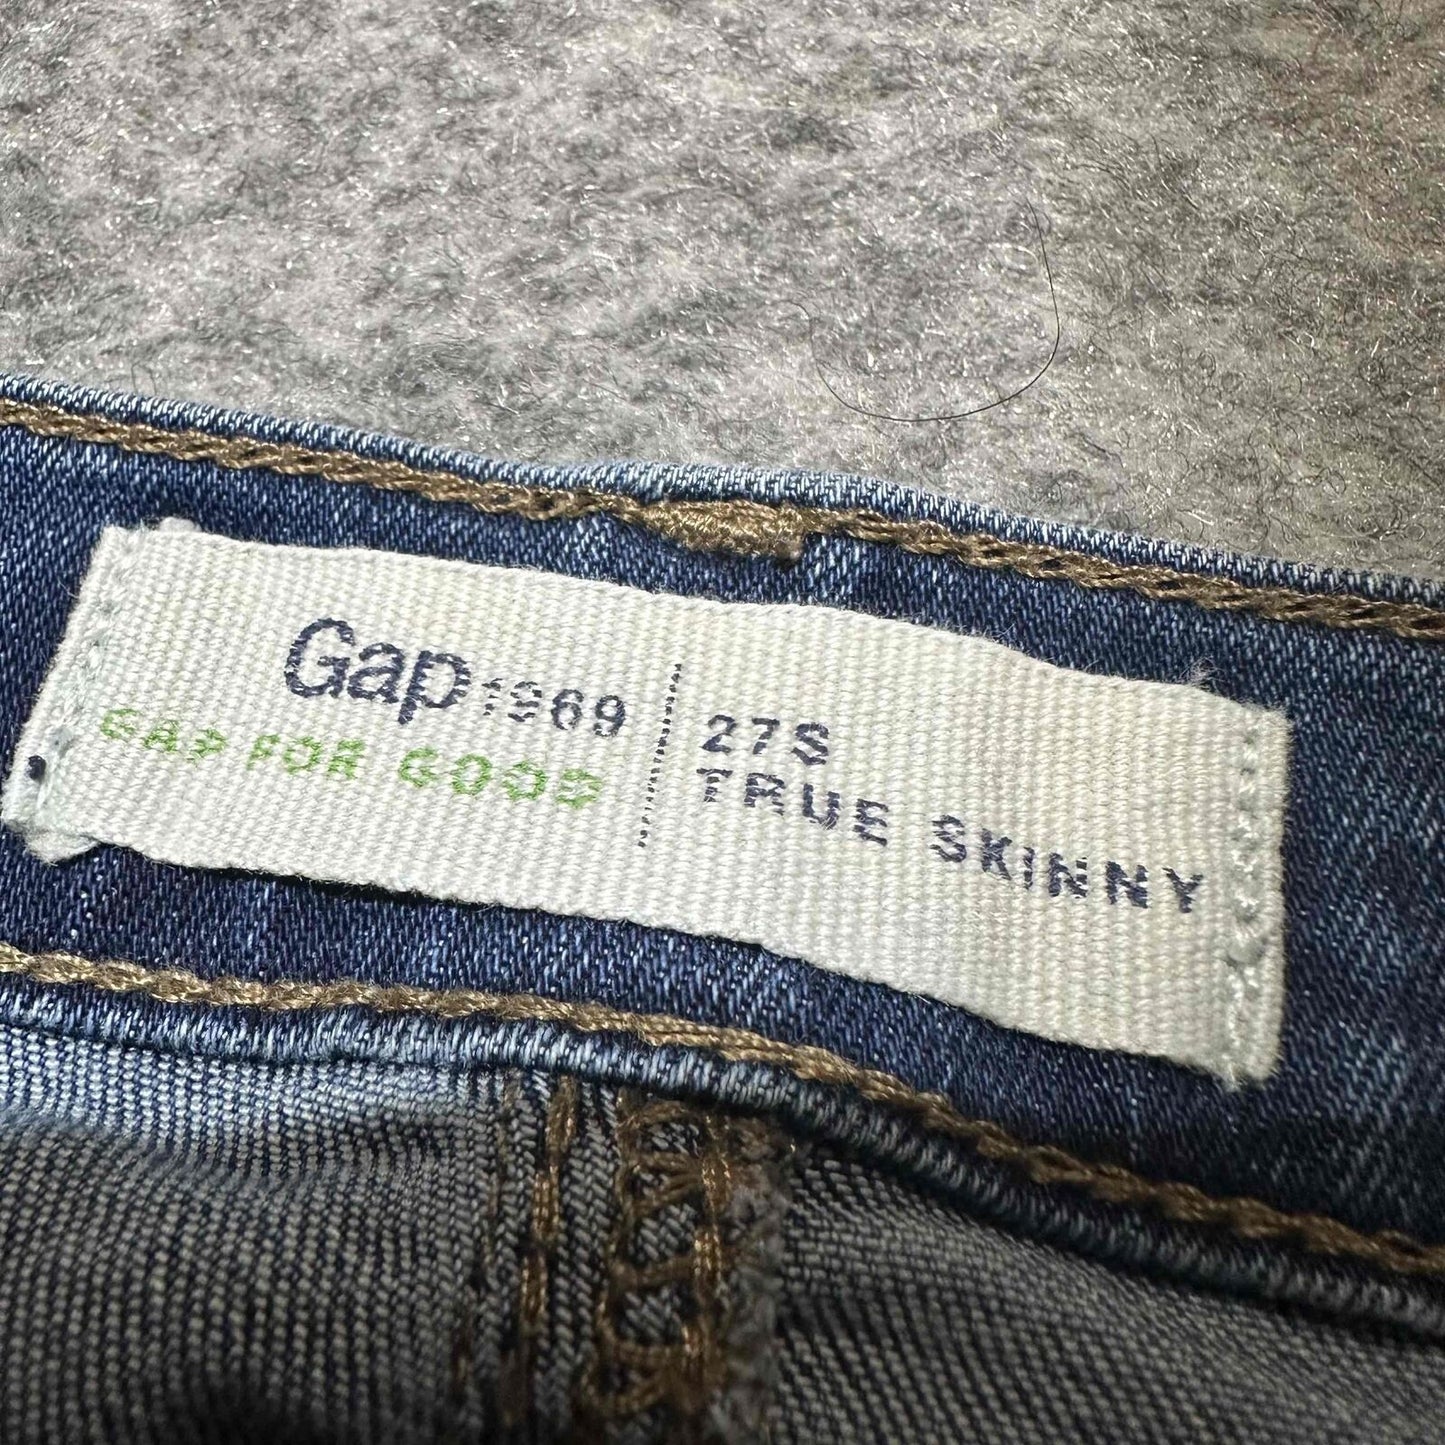 Gap 1969
GAP FOR GOOD
27S
TRUE SKINNY